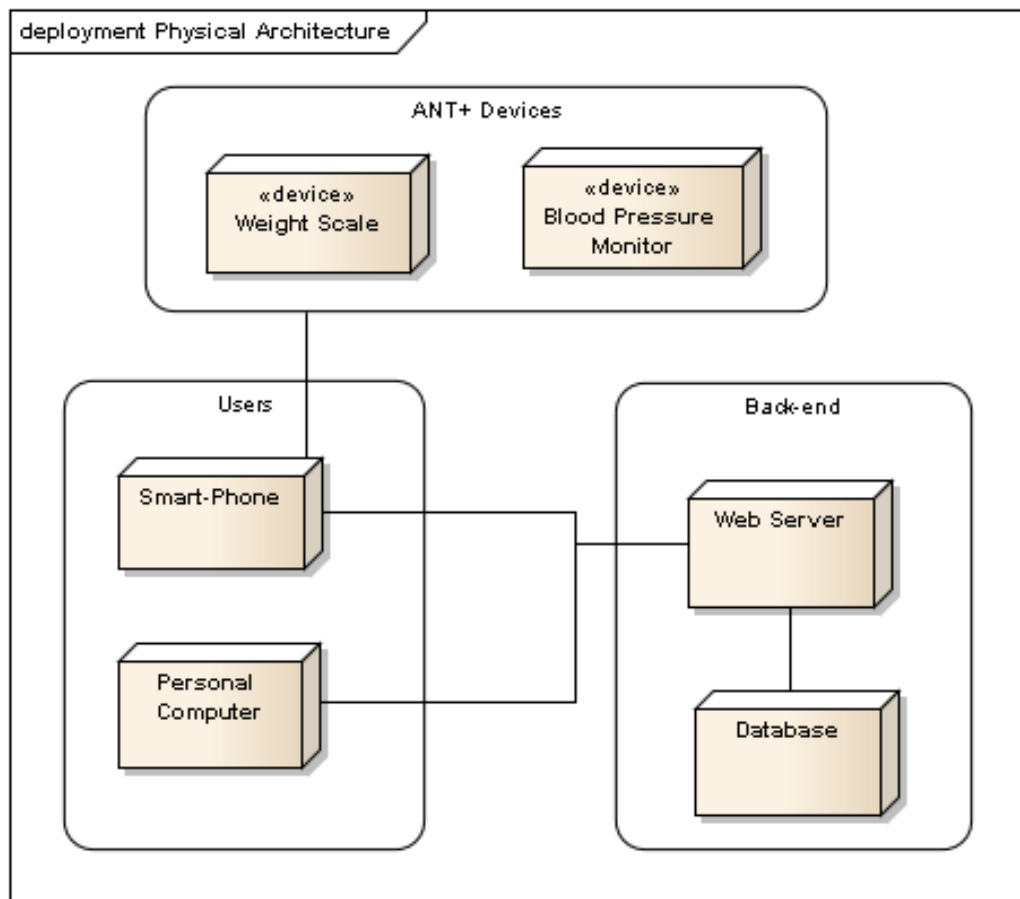 deployment Physical Architecture
ANT+ Devices
«device»
Weight Scale
«device»
Blood Pressure
Monitor
Users
Smart-Phone
Personal
Computer
Back-end
Web Server
Database